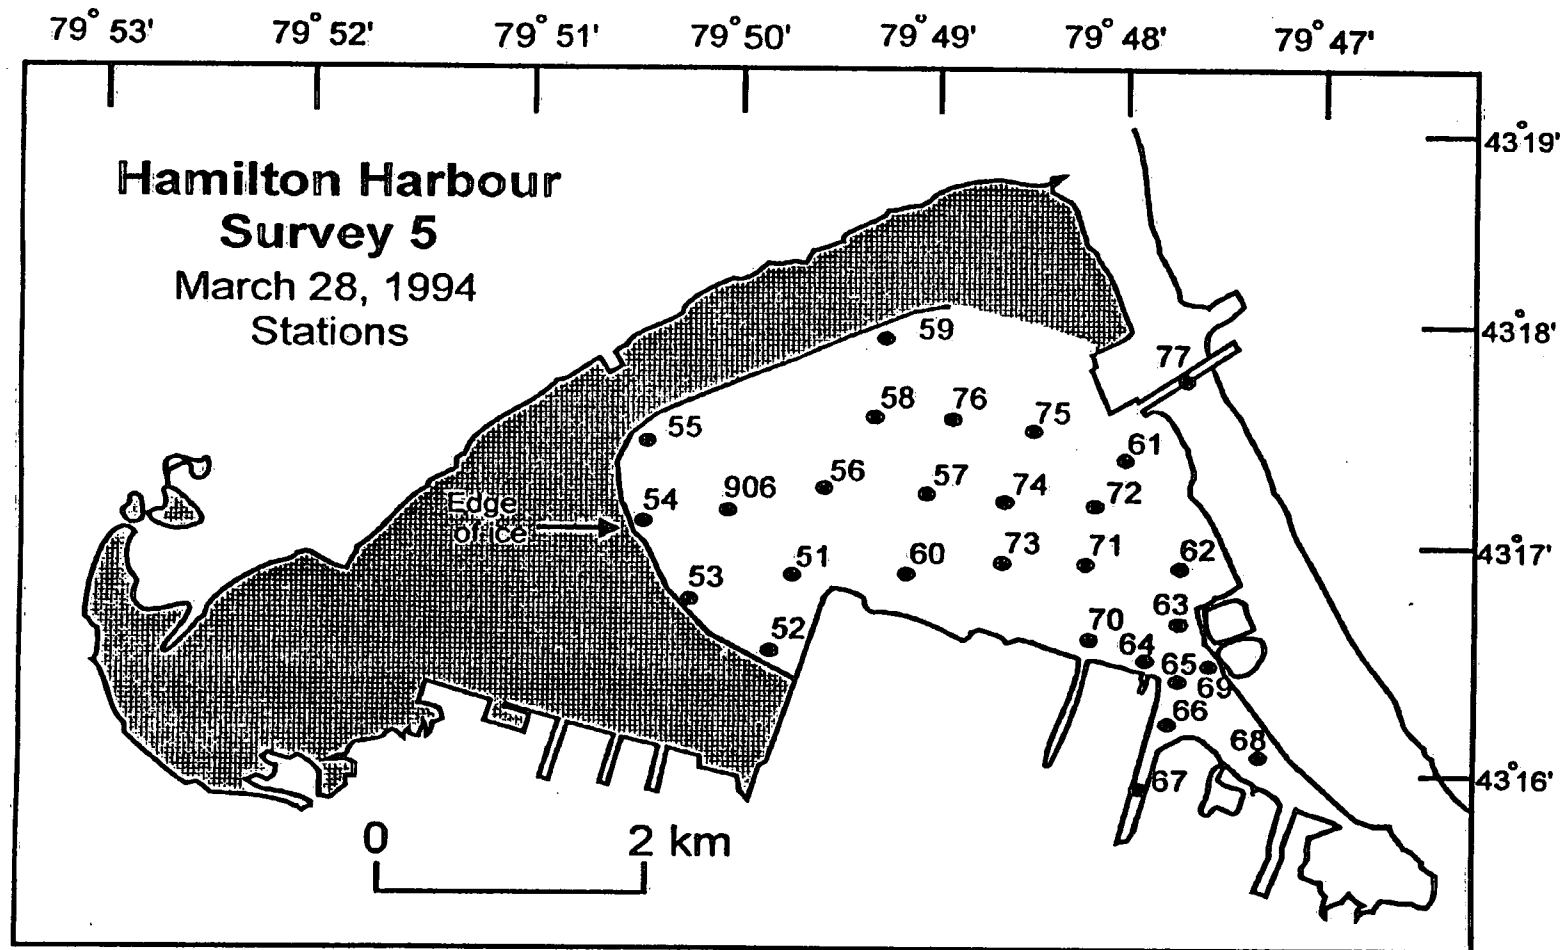 79° 53' 79° 52' 79° 51' 79° 50' 79° 49' 79° 48' 79° 47'
43° 19'
Hamilton Harbour
Survey 5
March 28, 1994
Stations
43° 18'
59
77
58 76 75
55
61
56 57 74 72
906
54
Edge
of ice
43° 17'
51 60 73 71 62
53
63
52
70 64 65 69
66
68
67
43° 16'
0 2 km